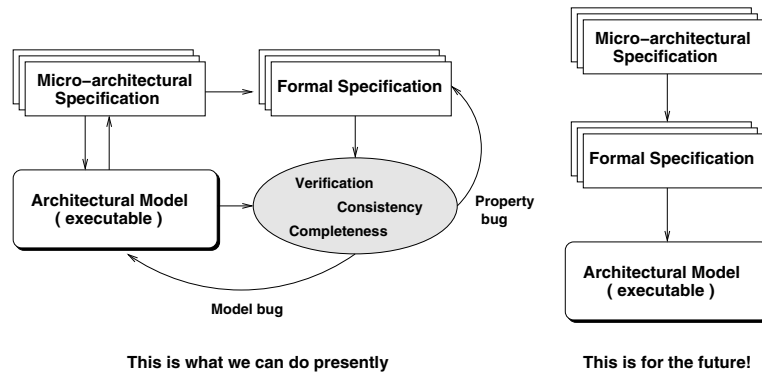 Micro-architectural
Specification
Formal Specification
Architectural Model
( executable )
Verification
Consistency
Completeness
Property
bug
Model bug
This is what we can do presently
Micro-architectural
Specification
Formal Specification
Architectural Model
( executable )
This is for the future!